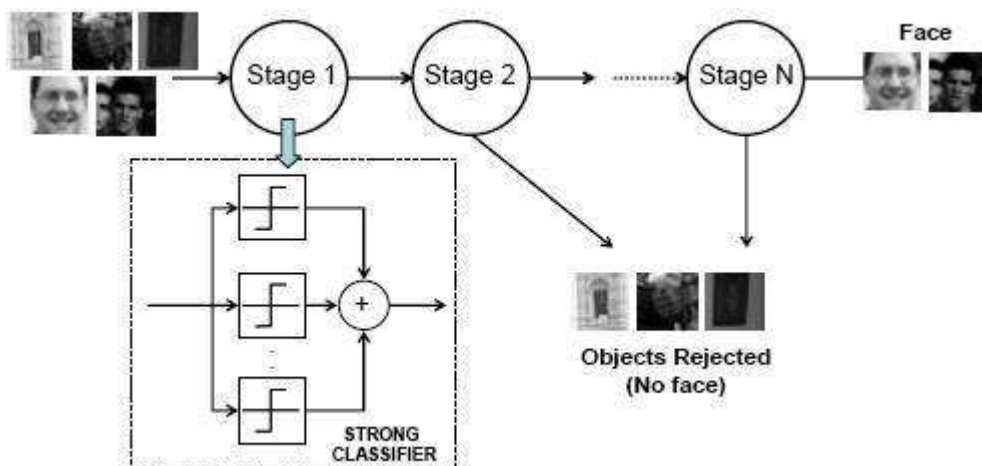 Face
Stage 1
Stage 2
Stage N
+
Objects Rejected
(No face)
STRONG
CLASSIFIER